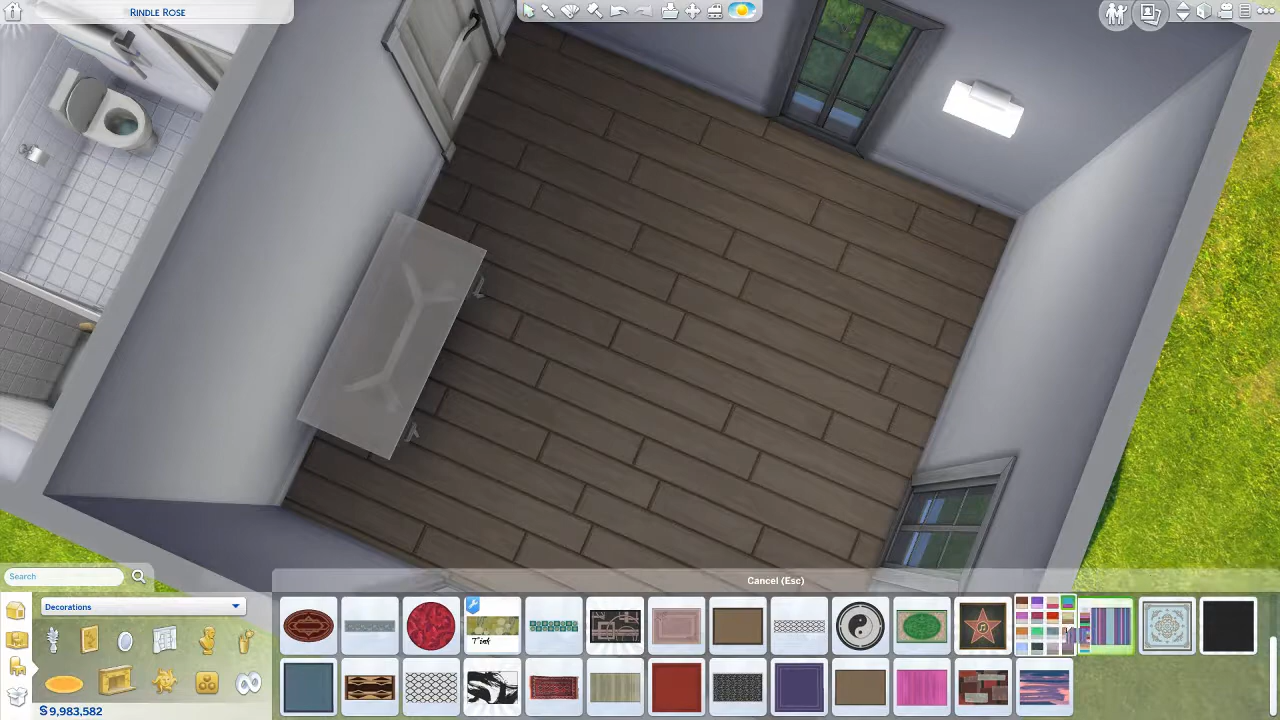 RINDLE ROSE
Cancel (Esc)
Search
Decorations
§9,983,582